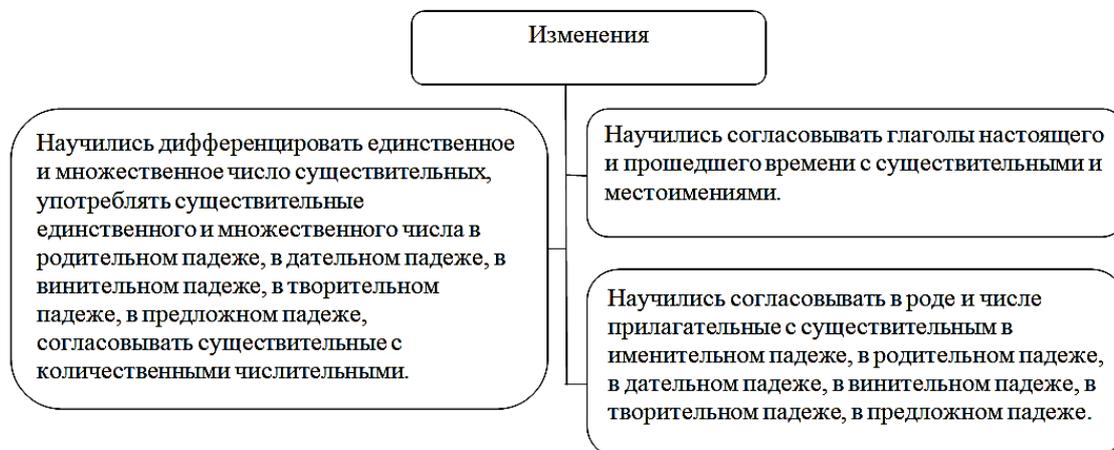 Изменения
Научились дифференцировать единственное
и множественное число существительных,
употреблять существительные
единственного и множественного числа в
родительном падеже, в дательном падеже, в
винительном падеже, в творительном
падеже, в предложном падеже,
согласовывать существительные с
количественными числительными.
Научились согласовывать глаголы настоящего
и прошедшего времени с существительными и
местоимениями.
Научились согласовывать в роде и числе
прилагательные с существительным в
именительном падеже, в родительном падеже,
в дательном падеже, в винительном падеже, в
творительном падеже, в предложном падеже.